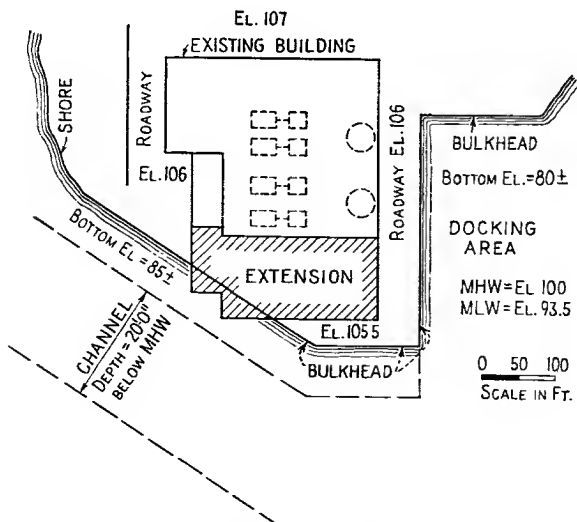 EL. 107
EXISTING BUILDING
SHORE
ROADWAY
EL. 106
ROADWAY EL. 106
BULKHEAD
BOTTOM EL. = 80±
DOCKING
AREA
MHW = EL 100
MLW = EL. 93.5
BOTTOM EL = 85±
EXTENSION
EL. 105 5
CHANNEL
DEPTH = 20'0"
BELOW MHW
BULKHEAD
0 50 100
SCALE IN FT.